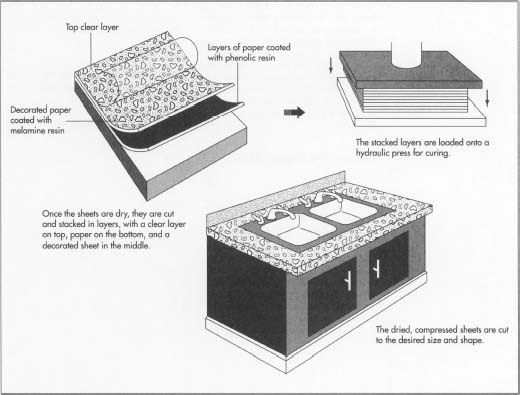 Top clear layer
Layers of paper coated
with phenolic resin
Decorated paper
coated with
melamine resin
The stacked layers are loaded onto a
hydraulic press for curing.
Once the sheets are dry, they are cut
and stacked in layers, with a clear layer
on top, paper on the bottom, and a
decorated sheet in the middle.
The dried, compressed sheets are cut
to the desired size and shape.